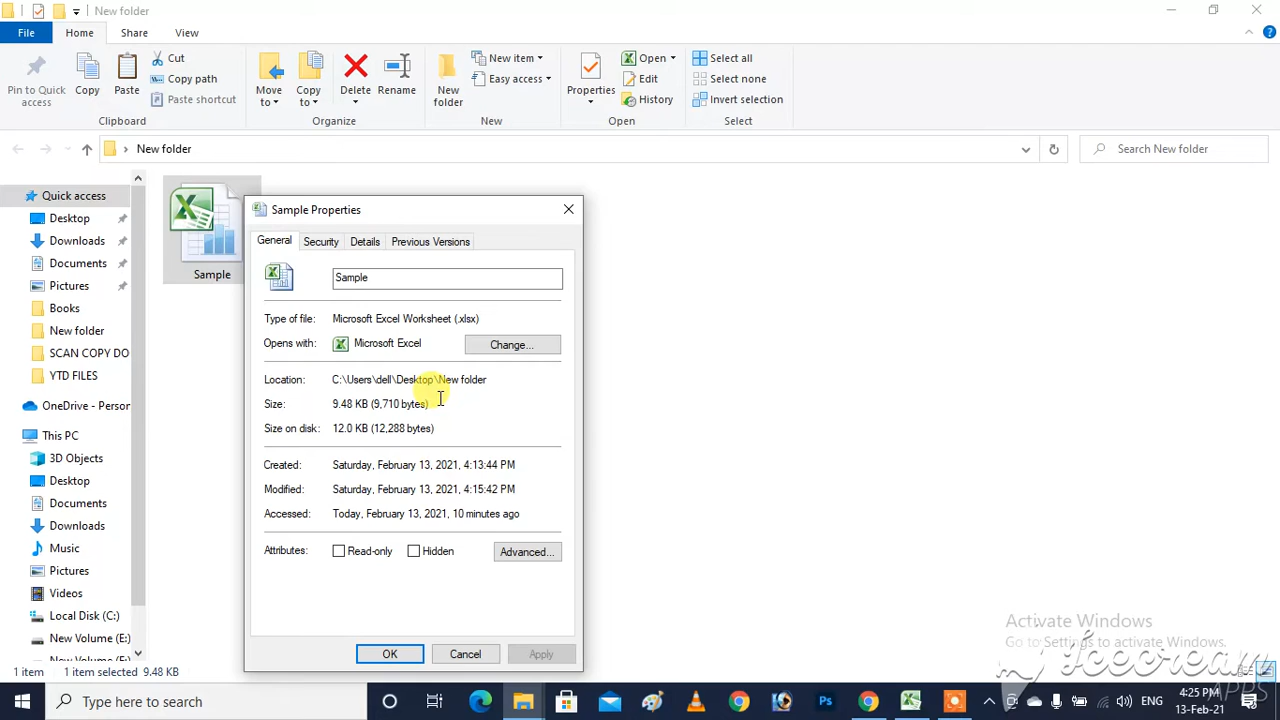 New folder
File Home Share View
Pin to Quick access
Copy
Paste
Cut
Copy path
Paste shortcut
Clipboard
Move to
Copy to
Delete
Rename
Organize
New folder
New item
Easy access
New
Properties
Open
Edit
History
Open
Select all
Select none
Invert selection
Select
New folder
Search New folder
Quick access
Desktop
Downloads
Documents
Pictures
Books
New folder
SCAN COPY DO
YTD FILES
OneDrive - Person
This PC
3D Objects
Desktop
Documents
Downloads
Music
Pictures
Videos
Local Disk (C:)
New Volume (E:)
Sample
Sample Properties
General Security Details Previous Versions
Sample
Type of file: Microsoft Excel Worksheet (.xlsx)
Opens with: Microsoft Excel Change...
Location: C:\Users\dell\Desktop\New folder
Size: 9.48 KB (9,710 bytes)
Size on disk: 12.0 KB (12,288 bytes)
Created: Saturday, February 13, 2021, 4:13:44 PM
Modified: Saturday, February 13, 2021, 4:15:42 PM
Accessed: Today, February 13, 2021, 10 minutes ago
Attributes: Read-only Hidden Advanced...
OK Cancel Apply
Activate Windows
Go to Settings to activate Windows.
Icecream
APPS
1 item 1 item selected 9.48 KB
Type here to search
Ps
ENG
4:25 PM
13-Feb-21